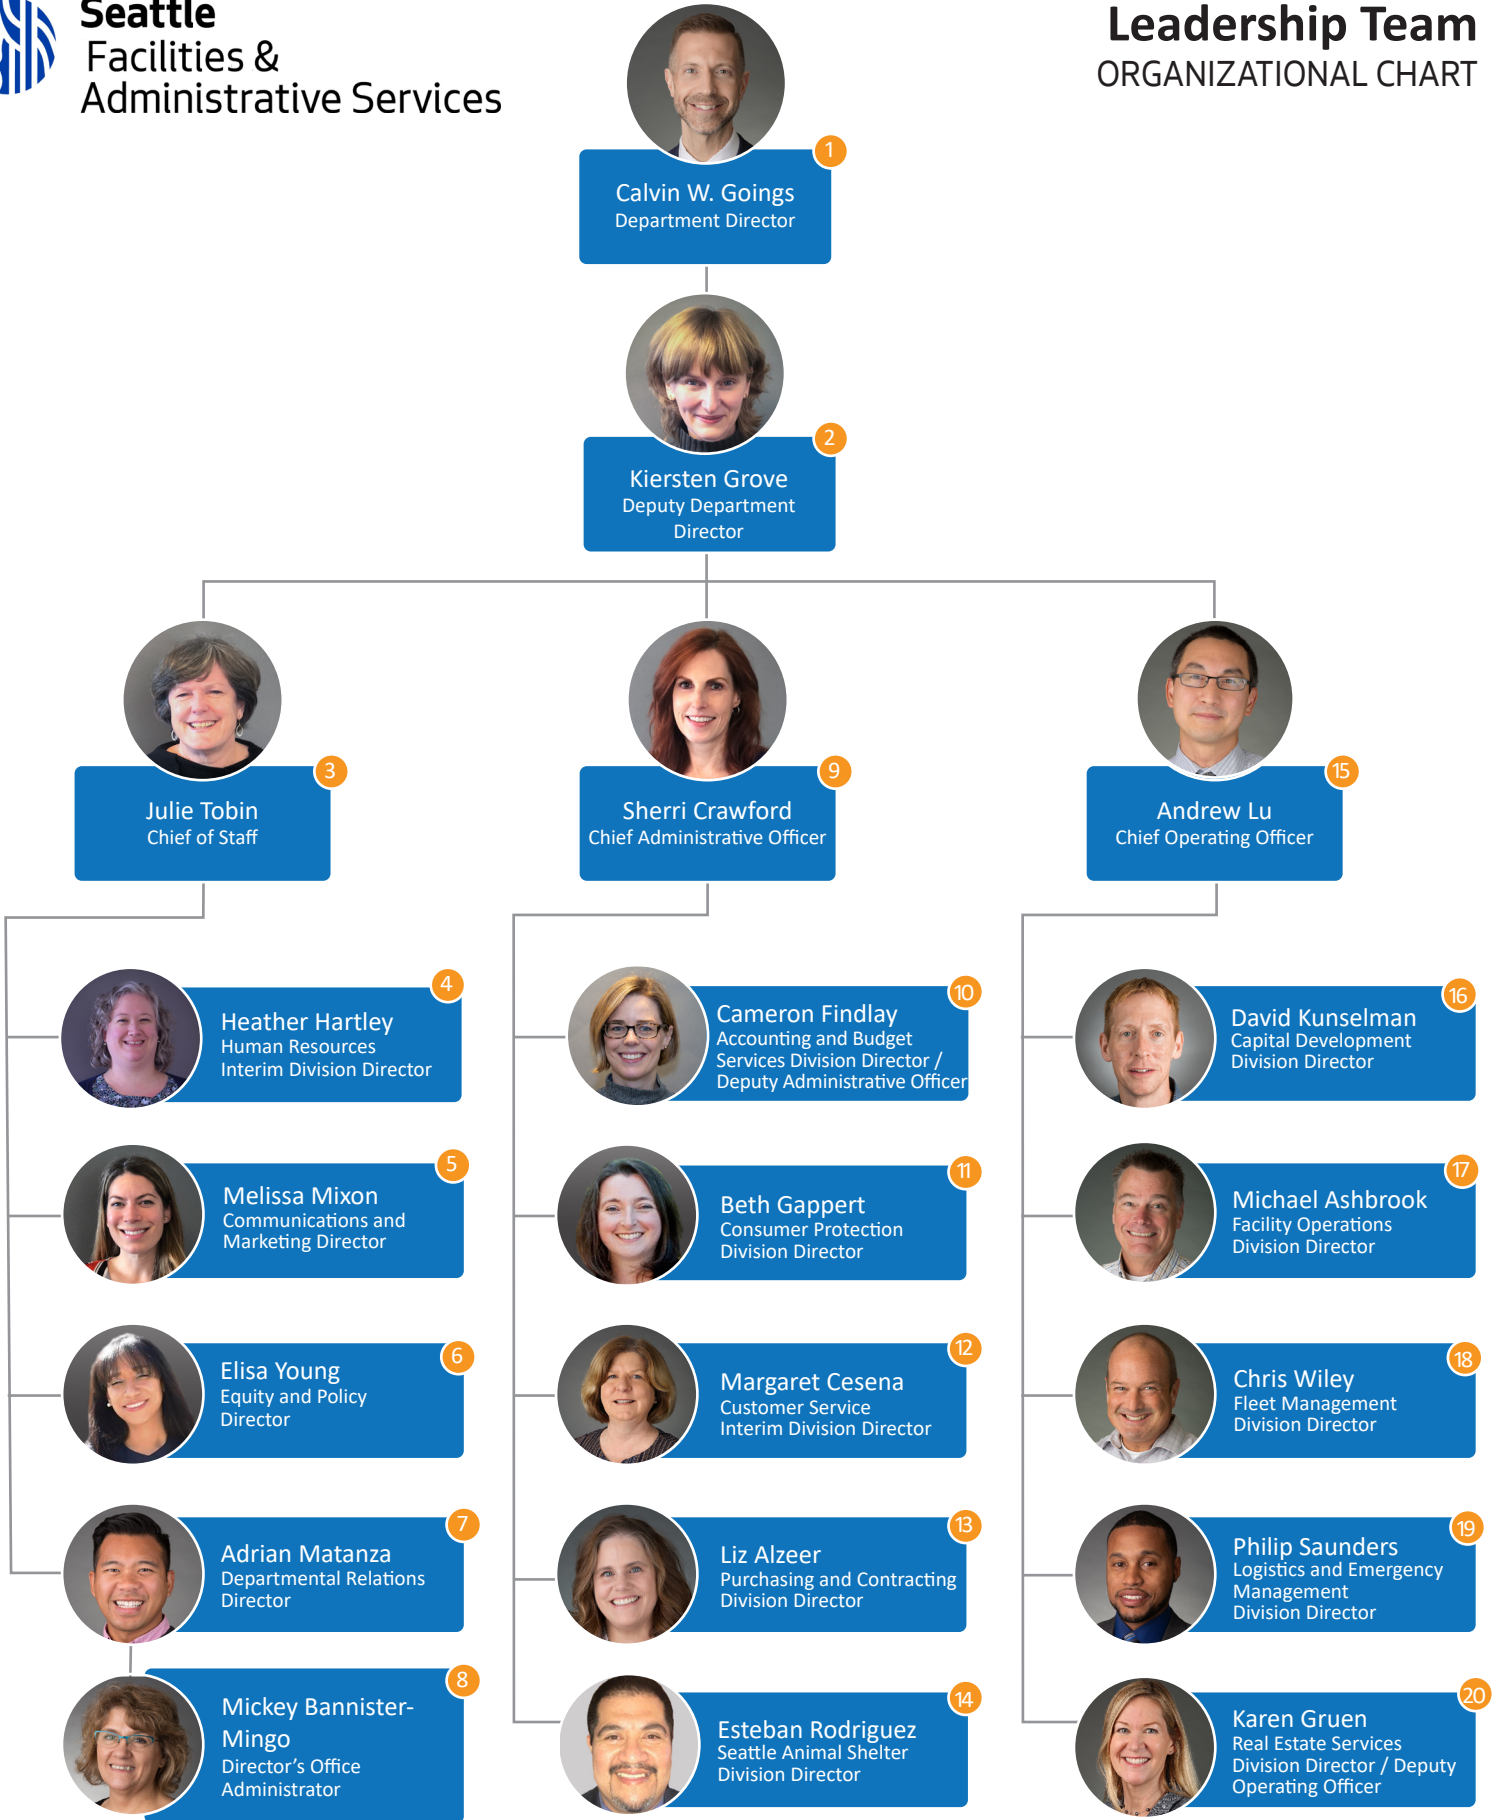 Seattle
Facilities &
Administrative Services
Leadership Team
ORGANIZATIONAL CHART
1
Calvin W. Goings
Department Director
2
Kiersten Grove
Deputy Department
Director
3
Julie Tobin
Chief of Staff
4
Heather Hartley
Human Resources
Interim Division Director
5
Melissa Mixon
Communications and
Marketing Director
6
Elisa Young
Equity and Policy
Director
7
Adrian Matanza
Departmental Relations
Director
8
Mickey Bannister-
Mingo
Director’s Office
Administrator
9
Sherri Crawford
Chief Administrative Officer
10
Cameron Findlay
Accounting and Budget
Services Division Director /
Deputy Administrative Officer
11
Beth Gappert
Consumer Protection
Division Director
12
Margaret Cesena
Customer Service
Interim Division Director
13
Liz Alzeer
Purchasing and Contracting
Division Director
14
Esteban Rodriguez
Seattle Animal Shelter
Division Director
15
Andrew Lu
Chief Operating Officer
16
David Kunselman
Capital Development
Division Director
17
Michael Ashbrook
Facility Operations
Division Director
18
Chris Wiley
Fleet Management
Division Director
19
Philip Saunders
Logistics and Emergency
Management
Division Director
20
Karen Gruen
Real Estate Services
Division Director / Deputy
Operating Officer